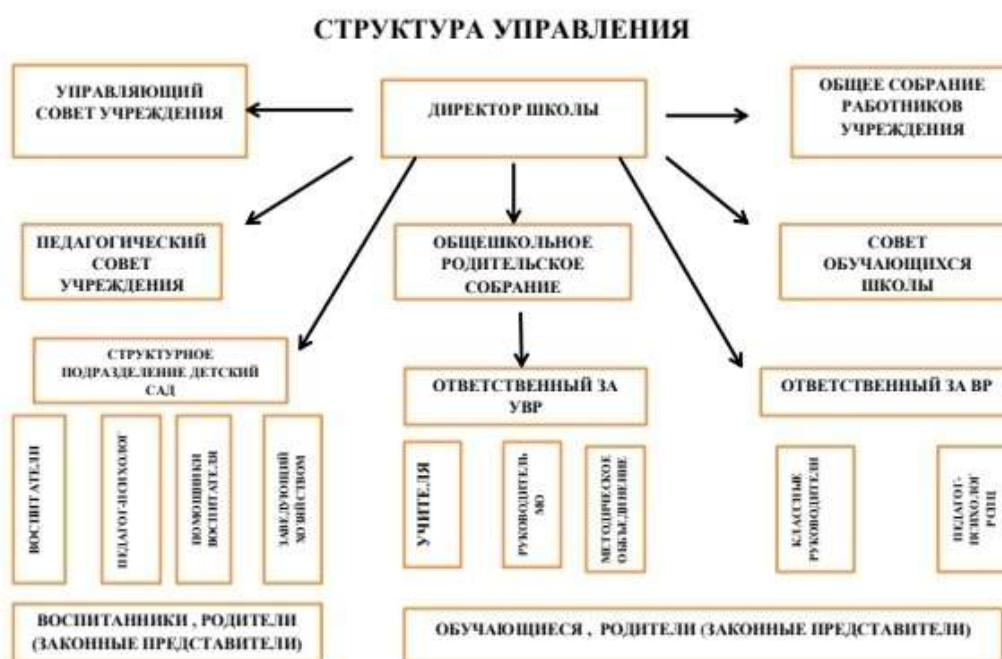 СТРУКТУРА УПРАВЛЕНИЯ
УПРАВЛЯЮЩИЙ
СОВЕТ УЧРЕЖДЕНИЯ
ДИРЕКТОР ШКОЛЫ
ОБЩЕЕ СОБРАНИЕ
РАБОТНИКОВ
УЧРЕЖДЕНИЯ
ПЕДАГОГИЧЕСКИЙ
СОВЕТ
УЧРЕЖДЕНИЯ
ОБЩЕШКОЛЬНОЕ
РОДИТЕЛЬСКОЕ
СОБРАНИЕ
СОВЕТ
ОБУЧАЮЩИХСЯ
ШКОЛЫ
СТРУКТУРНОЕ
ПОДРАЗДЕЛЕНИЕ ДЕТСКИЙ
САД
ОТВЕТСТВЕННЫЙ ЗА
УВР
ОТВЕТСТВЕННЫЙ ЗА ВР
ВОСПИТАТЕЛИ
ПЕДАГОГ-ПСИХОЛОГ
ПОМОЩНИКИ
ВОСПИТАТЕЛЯ
ЗАВЕДУЮЩИЙ
ХОЗЯЙСТВОМ
УЧИТЕЛЯ
РУКОВОДИТЕЛЬ
МО
МЕТОДИЧЕСКОЕ
ОБЪЕДИНЕНИЕ
КЛАССНЫЕ
РУКОВОДИТЕЛИ
ПЕДАГОГ-
ПСИХОЛОГ
РСПЦ
ВОСПИТАННИКИ , РОДИТЕЛИ
(ЗАКОННЫЕ ПРЕДСТАВИТЕЛИ)
ОБУЧАЮЩИЕСЯ , РОДИТЕЛИ (ЗАКОННЫЕ ПРЕДСТАВИТЕЛИ)